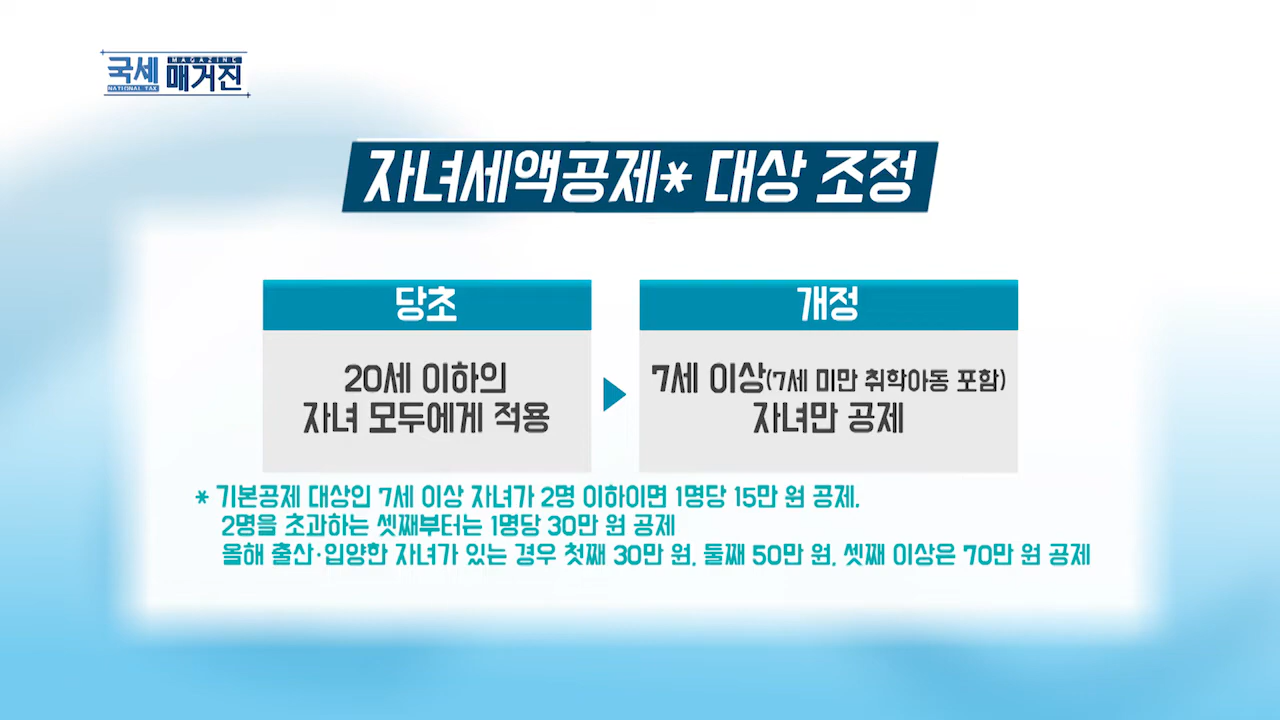 국세
NATIONAL TAX
MAGAZINE
매거진
자녀세액공제* 대상 조정
당초
20세 이하의
자녀 모두에게 적용
개정
7세 이상(7세 미만 취학아동 포함)
자녀만 공제
* 기본공제 대상인 7세 이상 자녀가 2명 이하이면 1명당 15만 원 공제.
2명을 초과하는 셋째부터는 1명당 30만 원 공제
올해 출산·입양한 자녀가 있는 경우 첫째 30만 원, 둘째 50만 원, 셋째 이상은 70만 원 공제